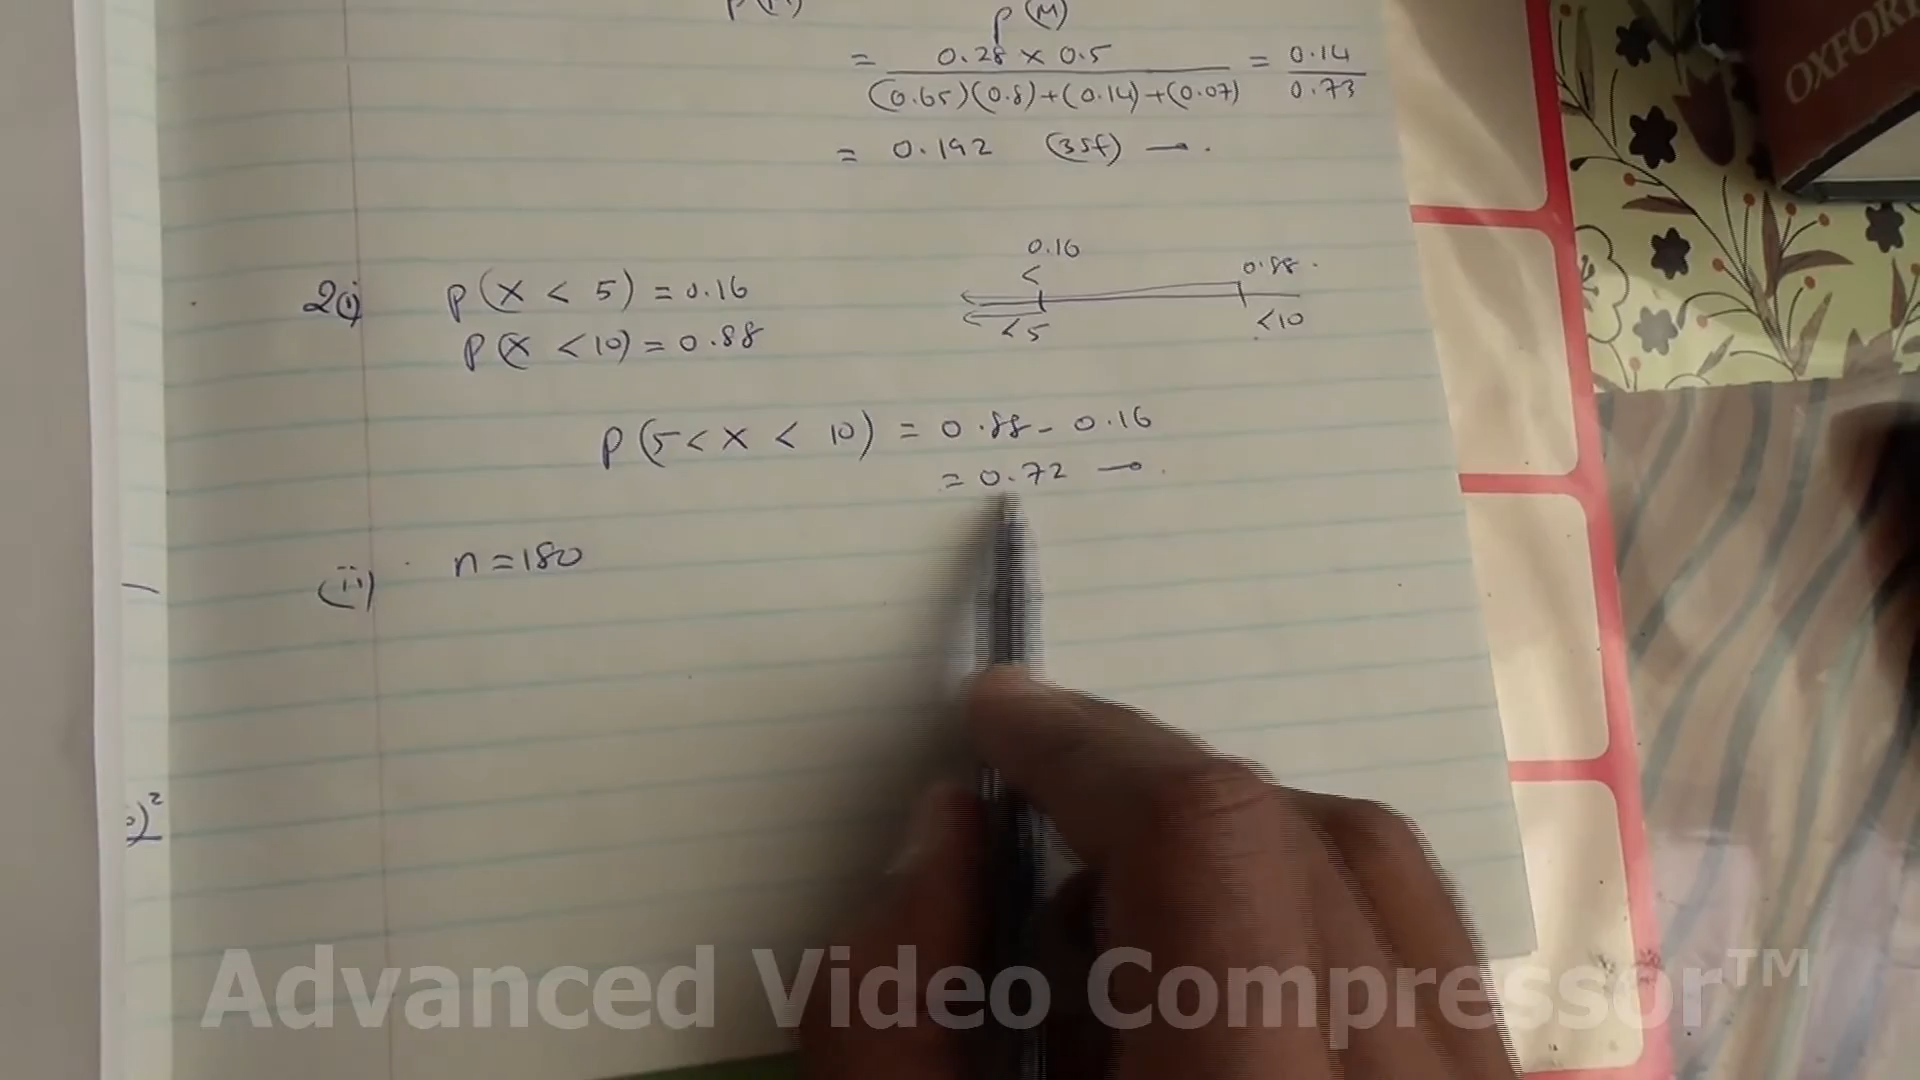 P(M)
= 0.28 × 0.5 / (0.65)(0.8)+(0.14)+(0.07) = 0.14 / 0.73
= 0.192 (3sf)
0.16
<
0.88
2(i) P(X < 5) = 0.16
<5 <10
P(X < 10) = 0.88
P(5 < X < 10) = 0.88 - 0.16
= 0.72
(ii) n = 180
)²
Advanced Video Compressor™
OXFORD